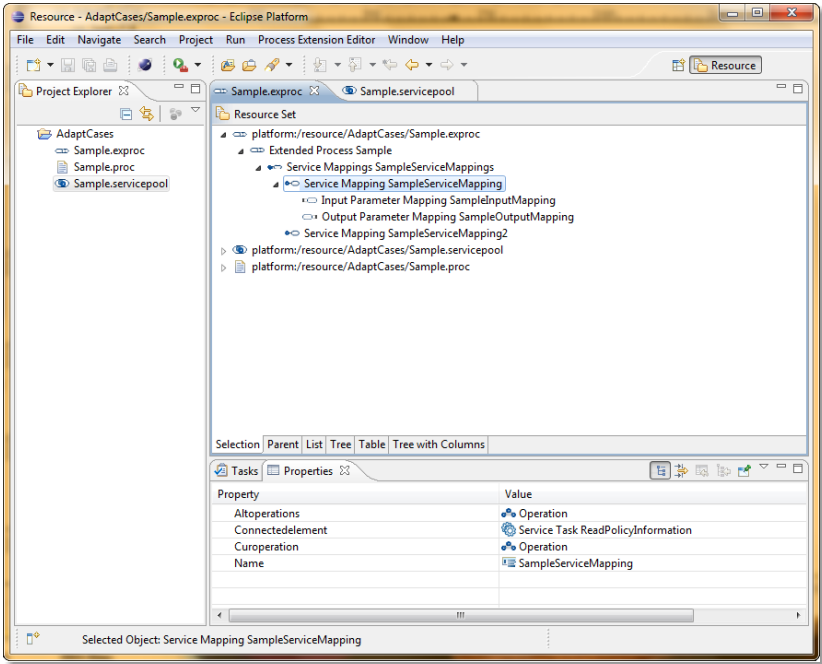 Resource - AdaptCases/Sample.exproc - Eclipse Platform
File Edit Navigate Search Project Run Process Extension Editor Window Help
Resource
Project Explorer
AdaptCases
Sample.exproc
Sample.proc
Sample.servicepool
Sample.exproc Sample.servicepool
Resource Set
platform:/resource/AdaptCases/Sample.exproc
Extended Process Sample
Service Mappings SampleServiceMappings
Service Mapping SampleServiceMapping
Input Parameter Mapping SampleInputMapping
Output Parameter Mapping SampleOutputMapping
Service Mapping SampleServiceMapping2
platform:/resource/AdaptCases/Sample.servicepool
platform:/resource/AdaptCases/Sample.proc
Selection Parent List Tree Table Tree with Columns
Tasks Properties
Property Value
Altoperations Operation
Connectedelement Service Task ReadPolicyInformation
Curoperation Operation
Name SampleServiceMapping
Selected Object: Service Mapping SampleServiceMapping